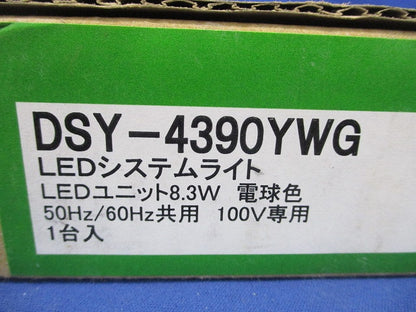 DSY-4390YWG
LEDシステムライト
LEDユニット8.3W 電球色
50Hz/60Hz共用 100V専用
1台入